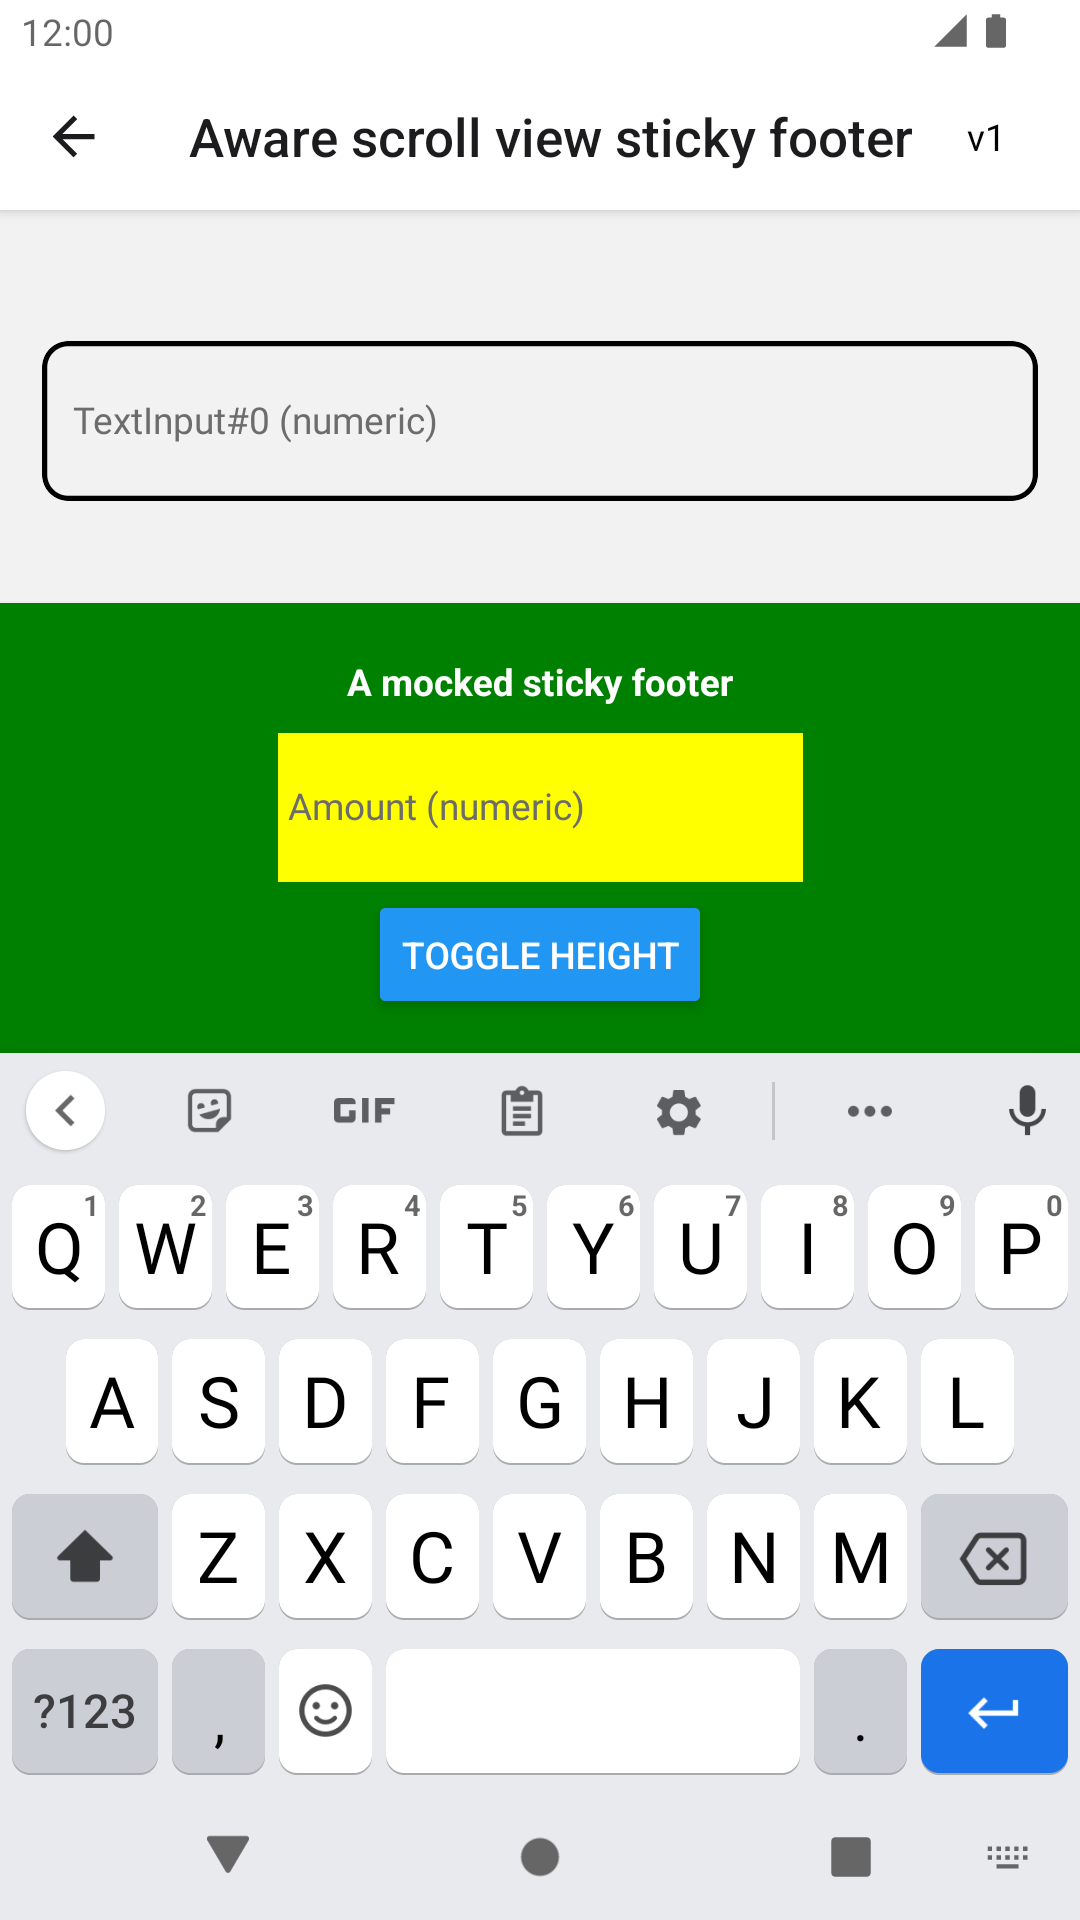 12:00
Aware scroll view sticky footer v1
TextInput#0 (numeric)
A mocked sticky footer
Amount (numeric)
TOGGLE HEIGHT
GIF
Q1 W2 E3 R4 T5 Y6 U7 I8 O9 P0
A S D F G H J K L
Z X C V B N M
?123 , .